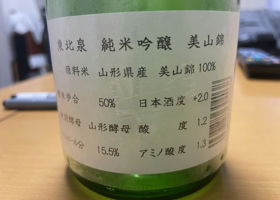 東北泉 純米吟醸 美山錦
原料米 山形県産 美山錦100%
歩合 50% 日本酒度 +2.0
酵母 山形酵母 酸 度 1.2
ル分 15.5% アミノ酸度 1.3